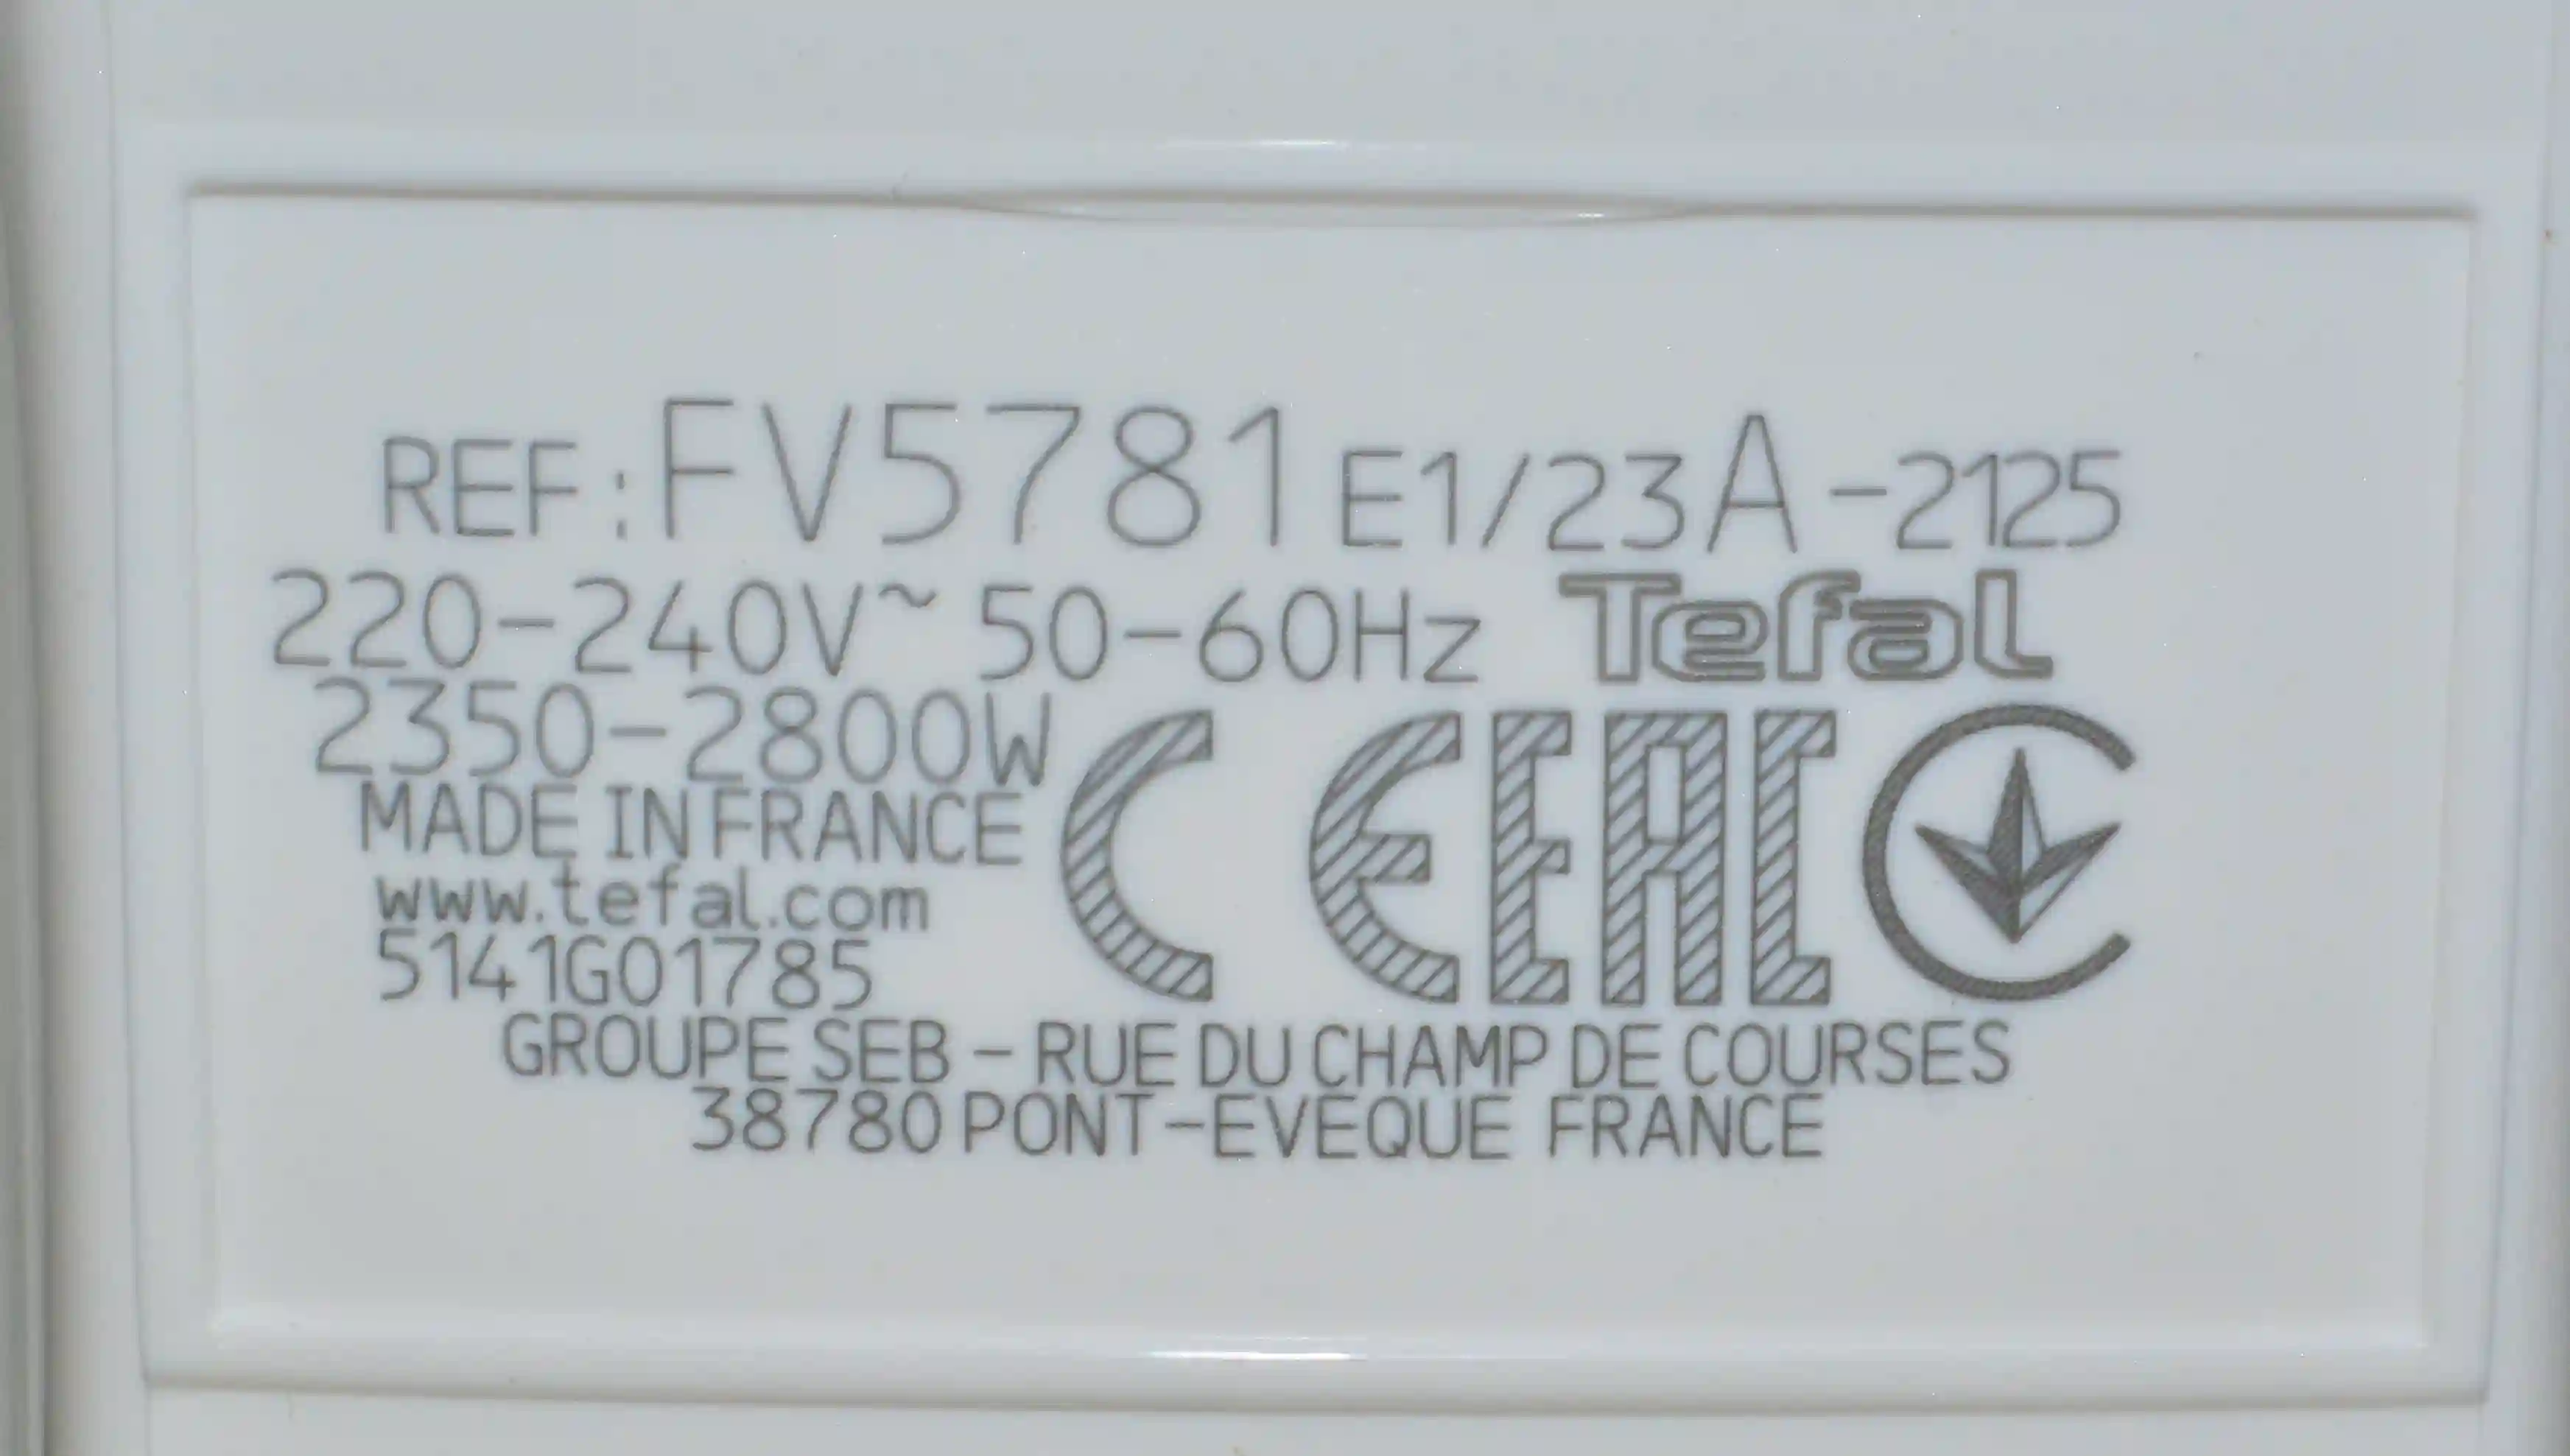 REF:FV5781E1/23A-2125
220-240V~ 50-60Hz Tefal
2350-2800W
CE EAC
MADE IN FRANCE
www.tefal.com
5141G01785
GROUPE SEB - RUE DU CHAMP DE COURSES
38780 PONT-EVEQUE FRANCE